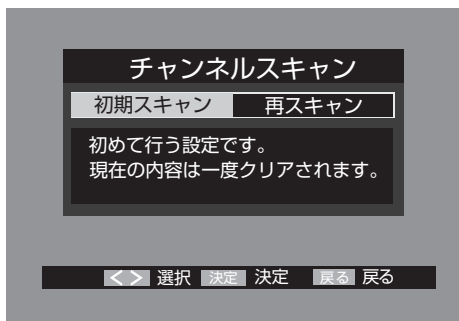 チャンネルスキャン
初期スキャン 再スキャン
初めて行う設定です。
現在の内容は一度クリアされます。
＜＞ 選択 決定 決定 戻る 戻る